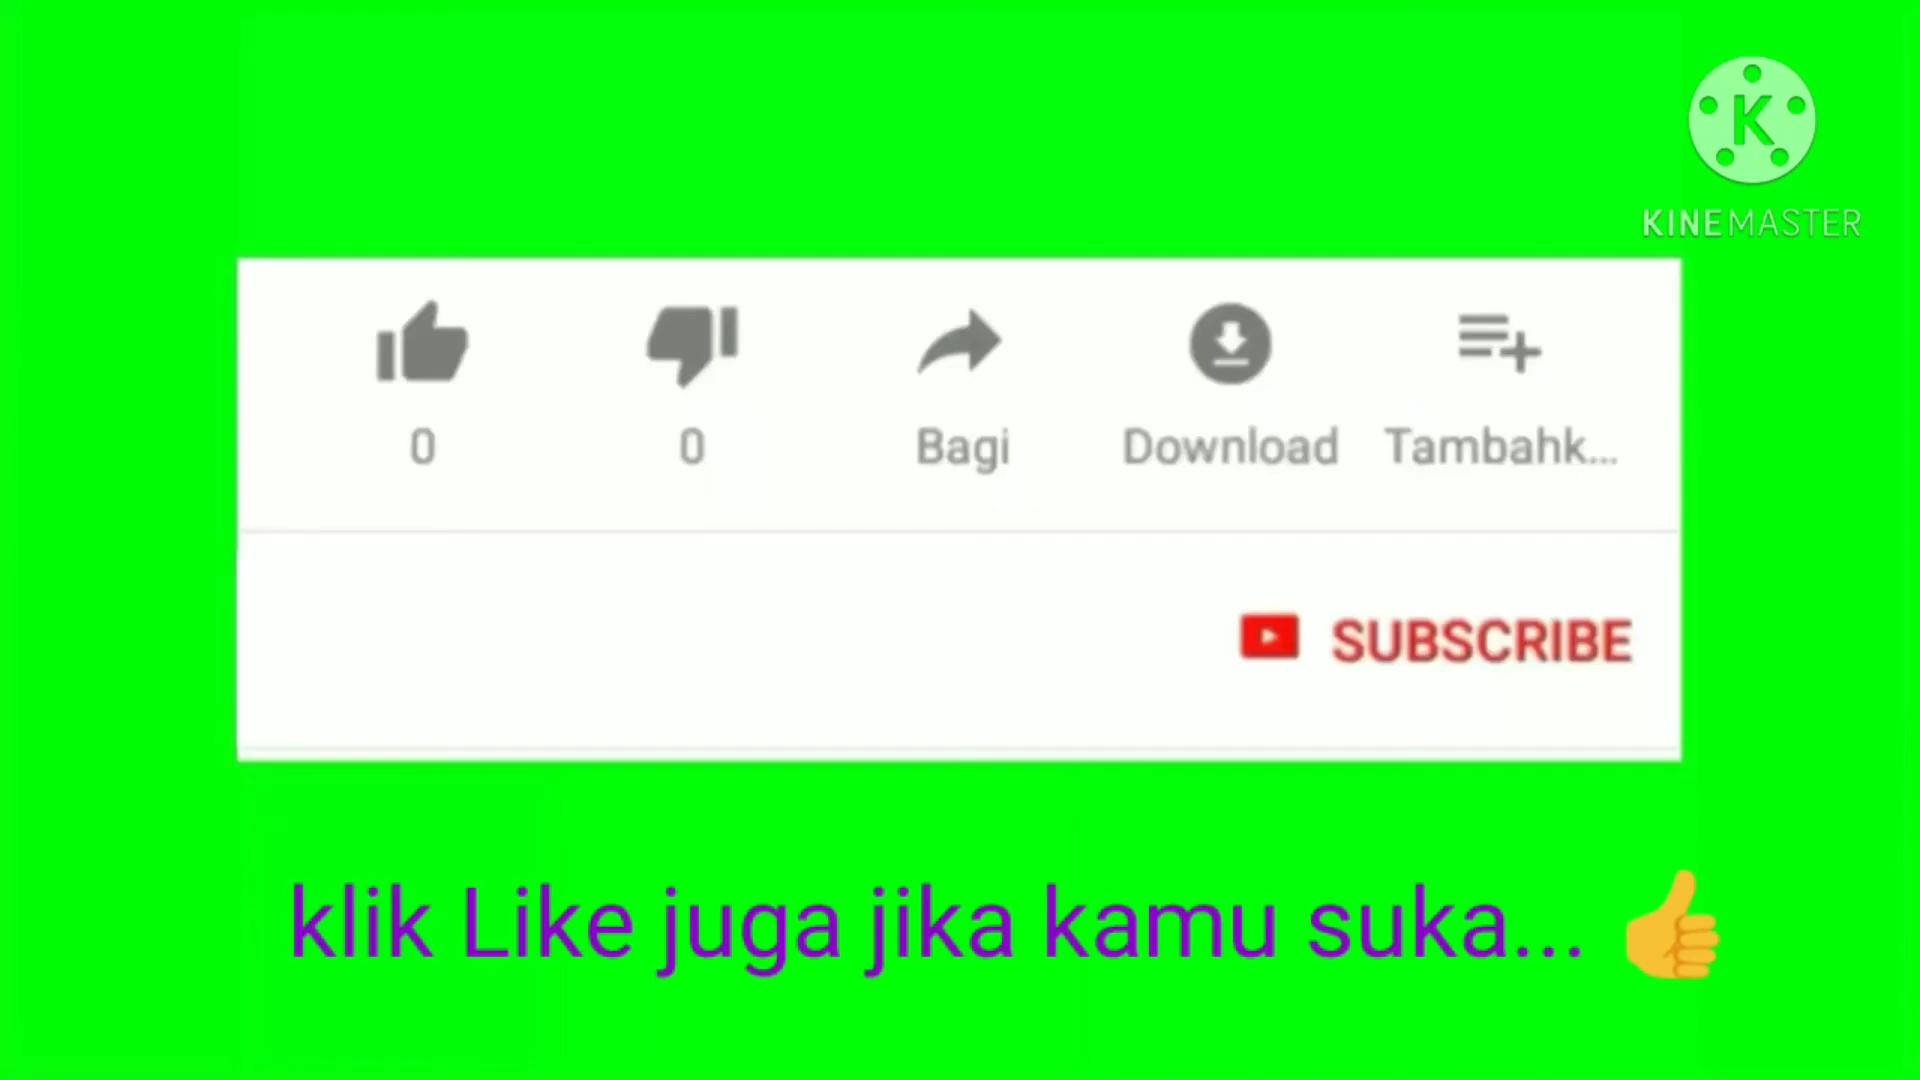 K
KINEMASTER
0 0 Bagi Download Tambahk...
SUBSCRIBE
klik Like juga jika kamu suka... 👍